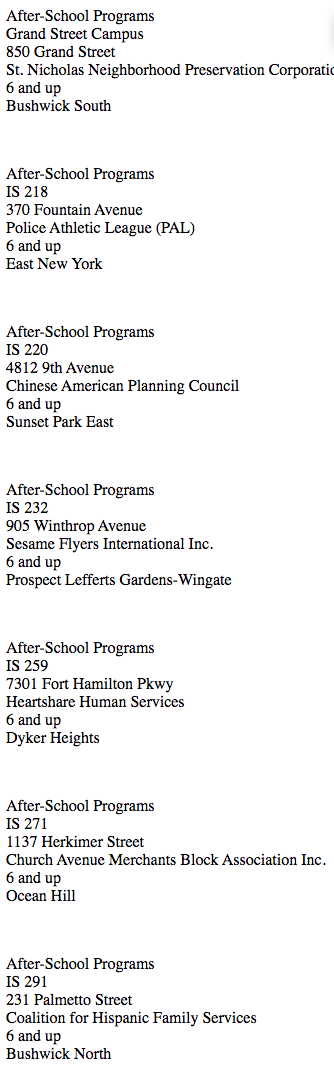 After-School Programs
Grand Street Campus
850 Grand Street
St. Nicholas Neighborhood Preservation
6 and up
Bushwick South
After-School Programs
IS 218
370 Fountain Avenue
Police Athletic League (PAL)
6 and up
East New York
After-School Programs
IS 220
4812 9th Avenue
Chinese American Planning Council
6 and up
Sunset Park East
After-School Programs
IS 232
905 Winthrop Avenue
Sesame Flyers International Inc.
6 and up
Prospect Lefferts Gardens-Wingate
After-School Programs
IS 259
7301 Fort Hamilton Pkwy
Heartshare Human Services
6 and up
Dyker Heights
After-School Programs
IS 271
1137 Herkimer Street
Church Avenue Merchants Block Association Inc.
6 and up
Ocean Hill
After-School Programs
IS 291
231 Palmetto Street
Coalition for Hispanic Family Services
6 and up
Bushwick North